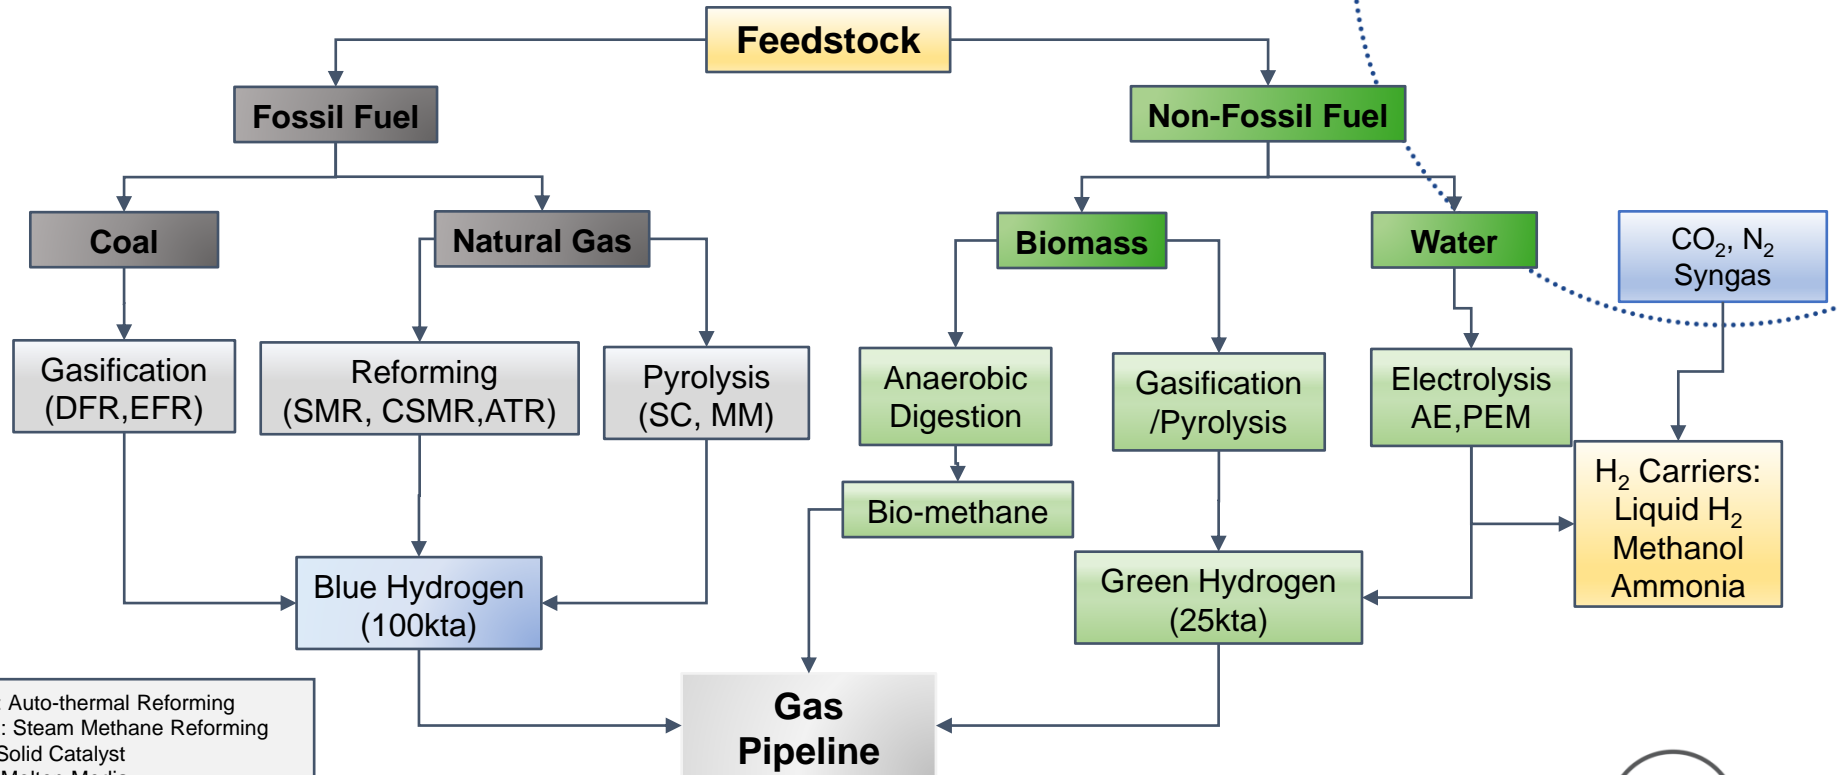 Feedstock
Fossil Fuel
Non-Fossil Fuel
Coal
Natural Gas
Biomass
Water
CO₂, N₂
Syngas
Gasification
(DFR,EFR)
Reforming
(SMR, CSMR,ATR)
Pyrolysis
(SC, MM)
Anaerobic
Digestion
Gasification
/Pyrolysis
Electrolysis
AE,PEM
H₂ Carriers:
Liquid H₂
Methanol
Ammonia
Bio-methane
Blue Hydrogen
(100kta)
Green Hydrogen
(25kta)
Gas
Pipeline
: Auto-thermal Reforming
: Steam Methane Reforming
Solid Catalyst
Molten Media